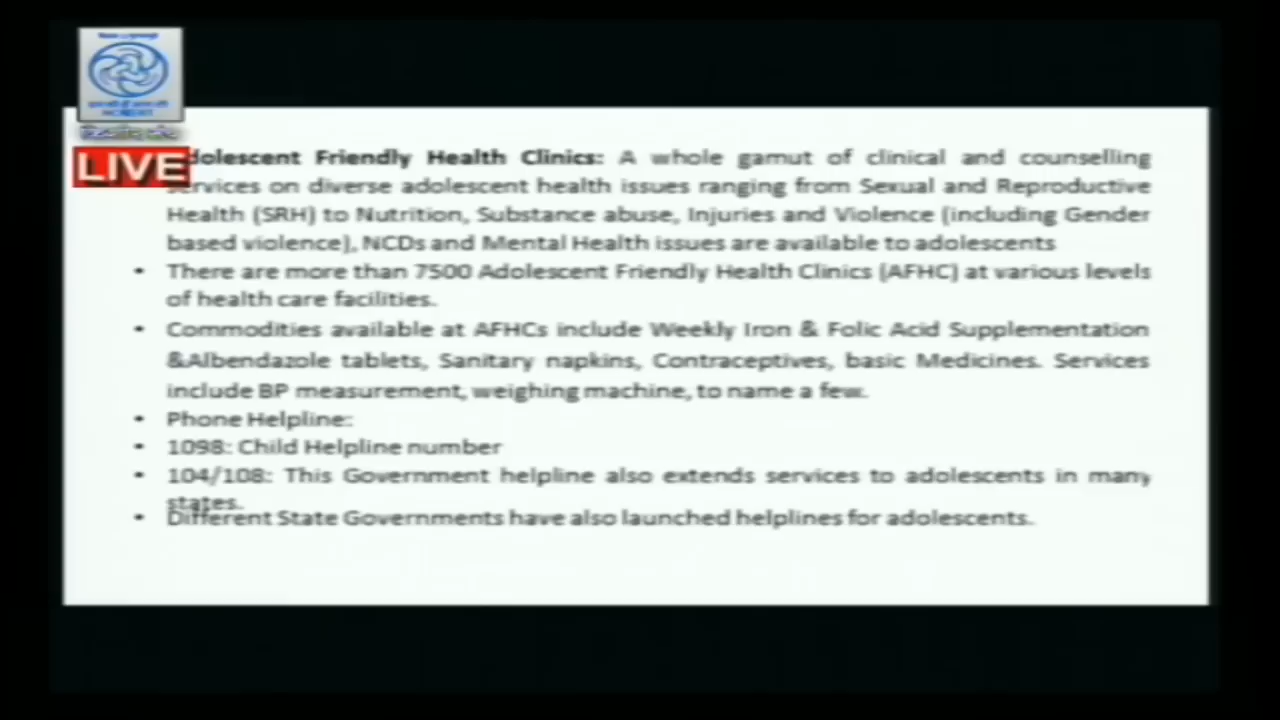 LIVE
dolescent Friendly Health Clinics: A whole gamut of clinical and counselling
services on diverse adolescent health issues ranging from Sexual and Reproductive
Health (SRH) to Nutrition, Substance abuse, Injuries and Violence (including Gender
based violence), NCDs and Mental Health issues are available to adolescents
• There are more than 7500 Adolescent Friendly Health Clinics (AFHC) at various levels
of health care facilities.
• Commodities available at AFHCs include Weekly Iron & Folic Acid Supplementation
&Albendazole tablets, Sanitary napkins, Contraceptives, basic Medicines. Services
include BP measurement, weighing machine, to name a few.
• Phone Helpline:
• 1098: Child Helpline number
• 104/108: This Government helpline also extends services to adolescents in many
states.
• Different State Governments have also launched helplines for adolescents.